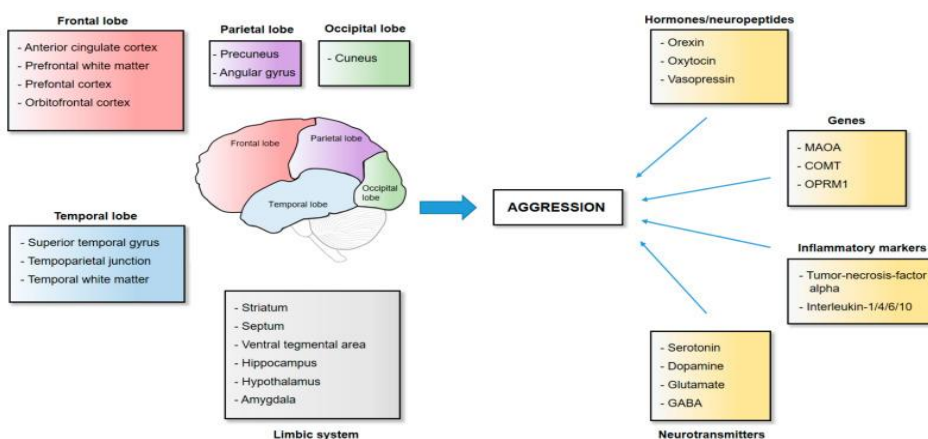 Frontal lobe
- Anterior cingulate cortex
- Prefrontal white matter
- Prefontal cortex
- Orbitofrontal cortex
Parietal lobe
- Precuneus
- Angular gyrus
Occipital lobe
- Cuneus
Frontal lobe
Parietal lobe
Occipital
lobe
Temporal lobe
Temporal lobe
- Superior temporal gyrus
- Tempoparietal junction
- Temporal white matter
- Striatum
- Septum
- Ventral tegmental area
- Hippocampus
- Hypothalamus
- Amygdala
Limbic system
AGGRESSION
Hormones/neuropeptides
- Orexin
- Oxytocin
- Vasopressin
Genes
- MAOA
- COMT
- OPRM1
Inflammatory markers
- Tumor-necrosis-factor
alpha
- Interleukin-1/4/6/10
- Serotonin
- Dopamine
- Glutamate
- GABA
Neurotransmitters